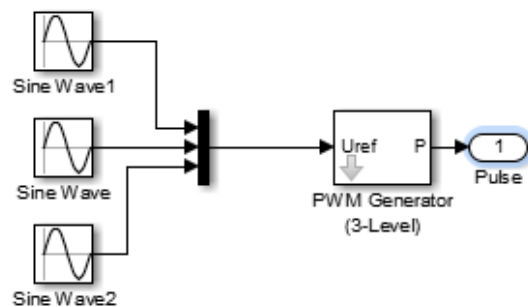 Sine Wave1
Sine Wave
Sine Wave2
Uref
P
PWM Generator
(3-Level)
1
Pulse